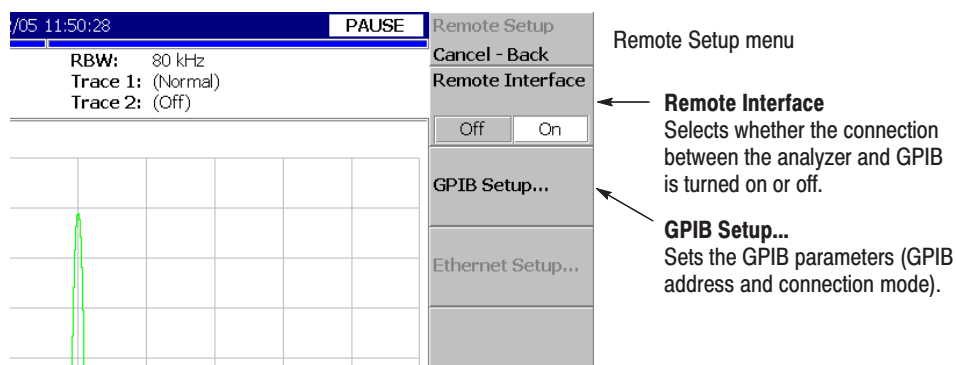 /05 11:50:28 PAUSE
RBW: 80 kHz
Trace 1: (Normal)
Trace 2: (Off)
Remote Setup
Cancel - Back
Remote Interface
Off On
GPIB Setup...
Ethernet Setup...
Remote Setup menu
Remote Interface
Selects whether the connection
between the analyzer and GPIB
is turned on or off.
GPIB Setup...
Sets the GPIB parameters (GPIB
address and connection mode).